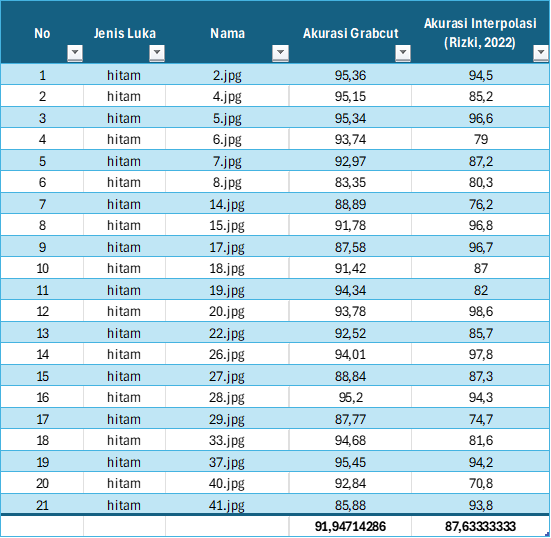 No Jenis Luka Nama Akurasi Grabcut Akurasi Interpolasi (Rizki, 2022)
1 hitam 2.jpg 95,36 94,5
2 hitam 4.jpg 95,15 85,2
3 hitam 5.jpg 95,34 96,6
4 hitam 6.jpg 93,74 79
5 hitam 7.jpg 92,97 87,2
6 hitam 8.jpg 83,35 80,3
7 hitam 14.jpg 88,89 76,2
8 hitam 15.jpg 91,78 96,8
9 hitam 17.jpg 87,58 96,7
10 hitam 18.jpg 91,42 87
11 hitam 19.jpg 94,34 82
12 hitam 20.jpg 93,78 98,6
13 hitam 22.jpg 92,52 85,7
14 hitam 26.jpg 94,01 97,8
15 hitam 27.jpg 88,84 87,3
16 hitam 28.jpg 95,2 94,3
17 hitam 29.jpg 87,77 74,7
18 hitam 33.jpg 94,68 81,6
19 hitam 37.jpg 95,45 94,2
20 hitam 40.jpg 92,84 70,8
21 hitam 41.jpg 85,88 93,8
91,94714286 87,63333333